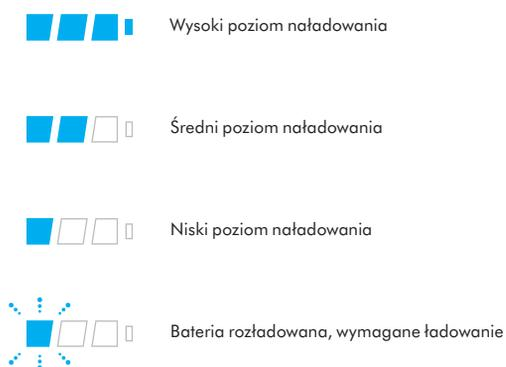 Wysoki poziom naładowania
Średni poziom naładowania
Niski poziom naładowania
Bateria rozładowana, wymagane ładowanie